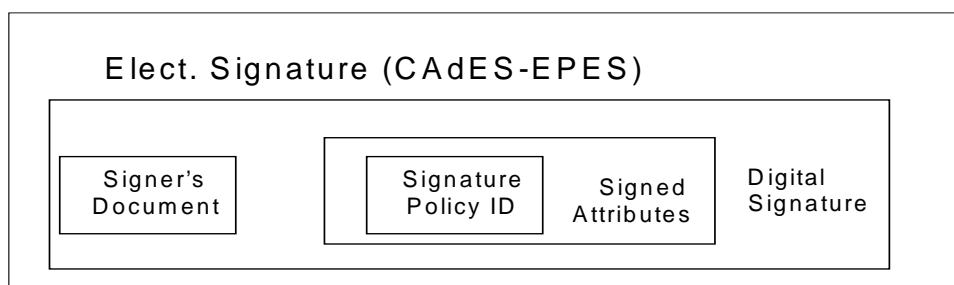 Elect. Signature (CAdES-EPES)
Signer's
Document
Signature
Policy ID
Signed
Attributes
Digital
Signature